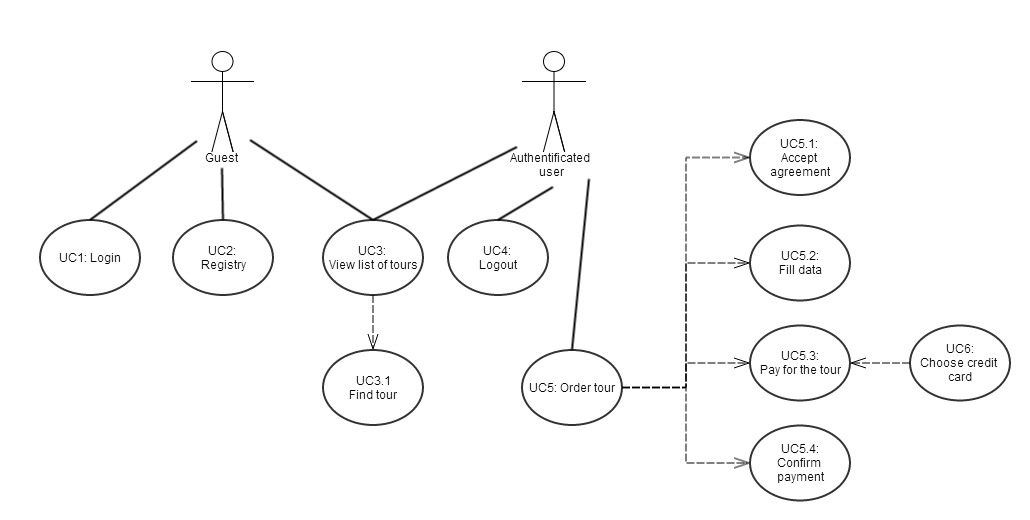 Guest
Authentificated
user
UC1: Login
UC2:
Registry
UC3:
View list of tours
UC4:
Logout
UC3.1
Find tour
UC5: Order tour
UC5.1:
Accept
agreement
UC5.2:
Fill data
UC5.3:
Pay for the tour
UC6:
Choose credit
card
UC5.4:
Confirm
payment